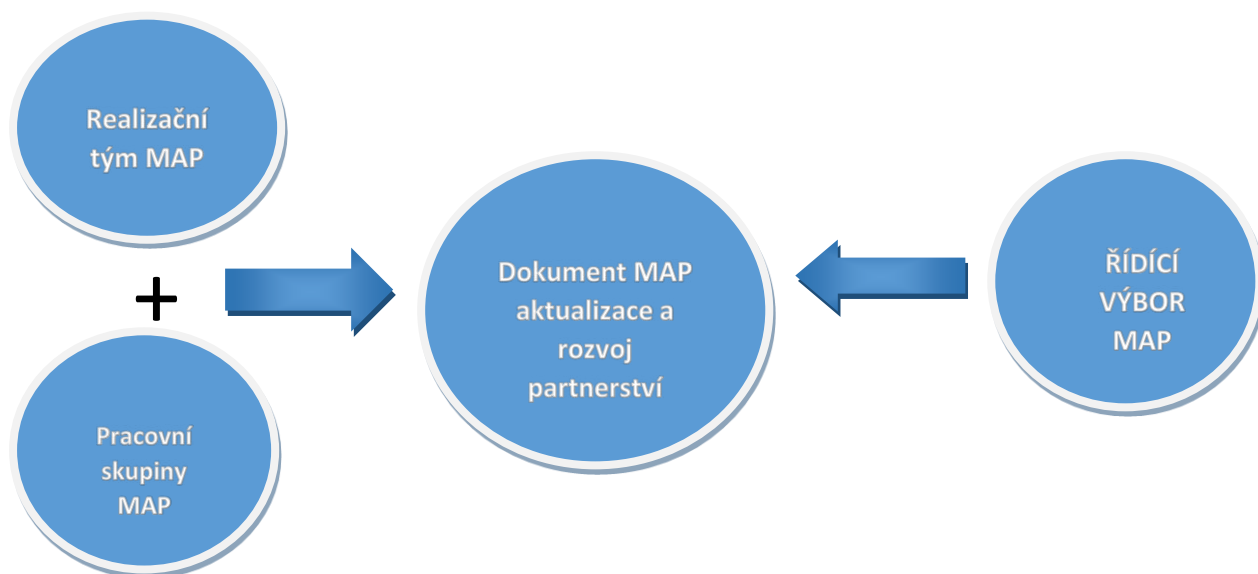 Realizační
tým MAP
+
Pracovní
skupiny
MAP
Dokument MAP
aktualizace a
rozvoj
partnerství
ŘÍDÍCÍ
VÝBOR
MAP